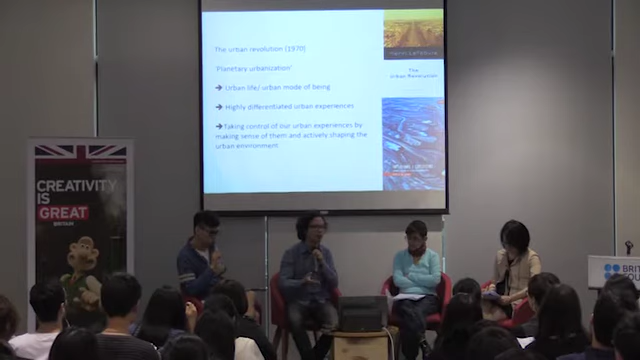 The urban revolution (1970)
'Planetary urbanization'
➔ Urban life/ urban mode of being
➔ Highly differentiated urban experiences
➔Taking control of our urban experiences by
making sense of them and actively shaping the
urban environment
Henri Lefebvre
The
Urban Revolution
CREATIVITY
IS
GREAT
BRITAIN
BRIT
COU